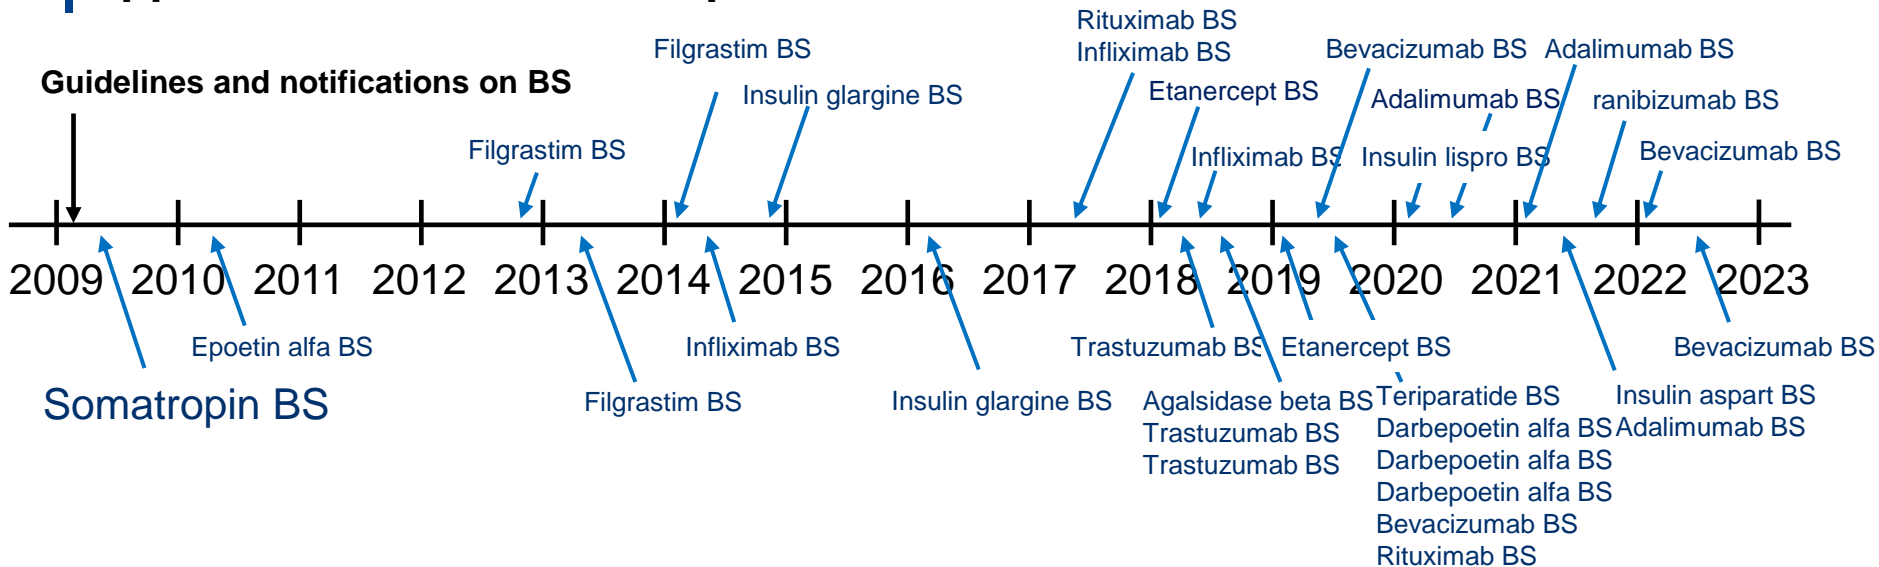 Rituximab BS
Filgrastim BS
Infliximab BS
Bevacizumab BS
Adalimumab BS
Guidelines and notifications on BS
Insulin glargine BS
Etanercept BS
Adalimumab BS
ranibizumab BS
Filgrastim BS
Infliximab BS
Insulin lispro BS
Bevacizumab BS
2009 2010 2011 2012 2013 2014 2015 2016 2017 2018 2019 2020 2021 2022 2023
Epoetin alfa BS
Infliximab BS
Trastuzumab BS
Etanercept BS
Bevacizumab BS
Somatropin BS
Filgrastim BS
Insulin glargine BS
Agalsidase beta BS
Trastuzumab BS
Trastuzumab BS
Teriparatide BS
Darbepoetin alfa BS
Darbepoetin alfa BS
Darbepoetin alfa BS
Bevacizumab BS
Rituximab BS
Insulin aspart BS
Adalimumab BS